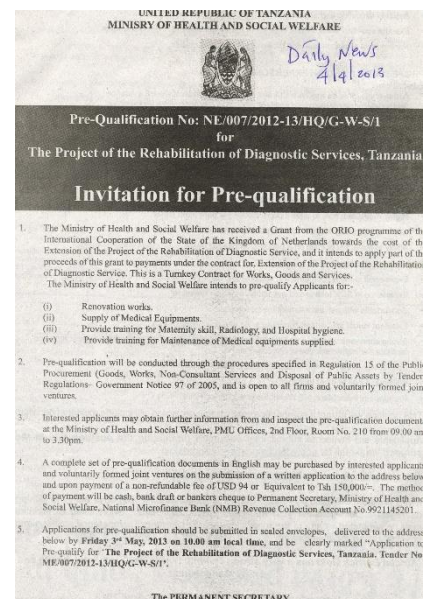 UNITED REPUBLIC OF TANZANIA
MINISRY OF HEALTH AND SOCIAL WELFARE
Daily News
4/4/2013
Pre-Qualification No: NE/007/2012-13/HQ/G-W-S/1
for
The Project of the Rehabilitation of Diagnostic Services, Tanzania
Invitation for Pre-qualification
1. The Ministry of Health and Social Welfare has received a Grant from the ORIO programme of th
International Cooperation of the State of the Kingdom of Netherlands towards the cost of th
Extension of the Project of the Rehabilitation of Diagnostic Service, and it intends to apply part of th
proceeds of this grant to payments under the contract for, Extension of the Project of the Rehabilitatio
of Diagnostic Service. This is a Turnkey Contract for Works, Goods and Services.
The Ministry of Health and Social Welfare intends to pre-qualify Applicants for:-
(i) Renovation works.
(ii) Supply of Medical Equipments.
(iii) Provide training for Maternity skill, Radiology, and Hospital hygiene.
(iv) Provide training for Maintenance of Medical equipments supplied.
2. Pre-qualification will be conducted through the procedures specified in Regulation 15 of the Publi
Procurement (Goods, Works, Non-Consultant Services and Disposal of Public Assets by Tender
Regulations- Government Notice 97 of 2005, and is open to all firms and voluntarily formed join
ventures.
3. Interested applicants may obtain further information from and inspect the pre-qualification document
at the Ministry of Health and Social Welfare, PMU Offices, 2nd Floor, Room No. 210 from 09.00 am
to 3.30pm.
4. A complete set of pre-qualification documents in English may be purchased by interested applicant
and voluntarily formed joint ventures on the submission of a written application to the address below
and upon payment of a non-refundable fee of USD 94 or Equivalent to Tsh 150,000/=. The method
of payment will be cash, bank draft or bankers cheque to Permanent Secretary, Ministry of Health and
Social Welfare, National Microfinance Bank (NMB) Revenue Collection Account No.9921145201.
5. Applications for pre-qualification should be submitted in sealed envelopes, delivered to the address
below by Friday 3rd May, 2013 on 10.00 am local time, and be clearly marked "Application to
Pre-qualify for 'The Project of the Rehabilitation of Diagnostic Services, Tanzania. Tender No
ME/007/2012-13/HQ/G-W-S/1'.
The PERMANENT SECRETARY